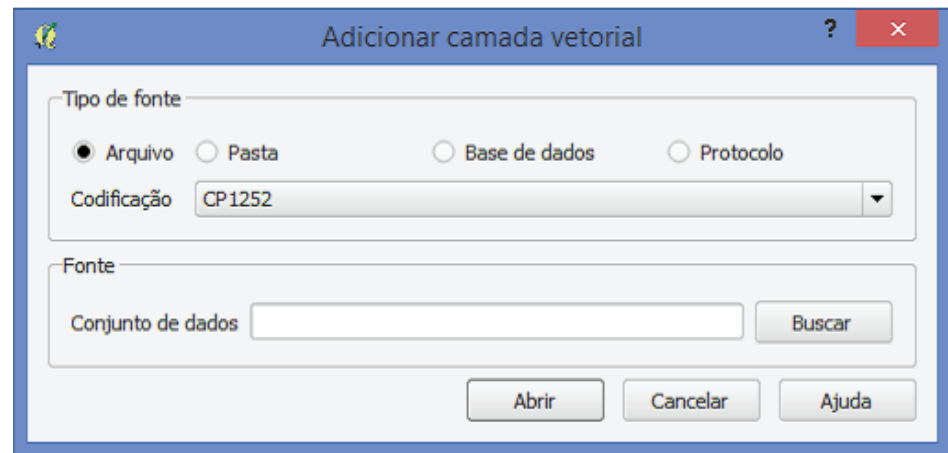 Adicionar camada vetorial ? ×
Tipo de fonte
Arquivo Pasta Base de dados Protocolo
Codificação CP1252
Fonte
Conjunto de dados Buscar
Abrir Cancelar Ajuda